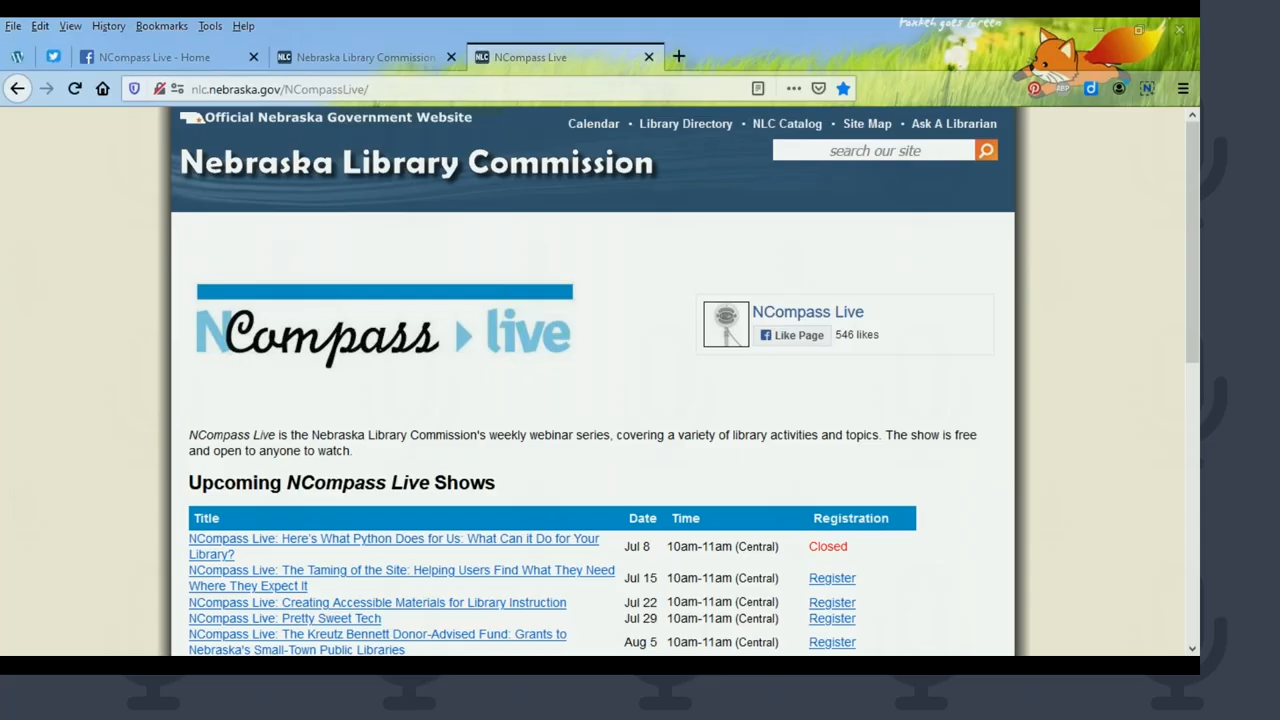 foxkeh goes Green
File Edit View History Bookmarks Tools Help
NCompass Live - Home
Nebraska Library Commission
NCompass Live
nlc.nebraska.gov/NCompassLive/
ABP
Official Nebraska Government Website
Calendar • Library Directory • NLC Catalog • Site Map • Ask A Librarian
search our site
Nebraska Library Commission
NCompass live
NCompass Live
Like Page 546 likes
NCompass Live is the Nebraska Library Commission's weekly webinar series, covering a variety of library activities and topics. The show is free
and open to anyone to watch.
Upcoming NCompass Live Shows
Title Date Time Registration
NCompass Live: Here's What Python Does for Us: What Can it Do for Your
Library?
Jul 8 10am-11am (Central) Closed
NCompass Live: The Taming of the Site: Helping Users Find What They Need
Where They Expect It
Jul 15 10am-11am (Central) Register
NCompass Live: Creating Accessible Materials for Library Instruction Jul 22 10am-11am (Central) Register
NCompass Live: Pretty Sweet Tech Jul 29 10am-11am (Central) Register
NCompass Live: The Kreutz Bennett Donor-Advised Fund: Grants to
Nebraska's Small-Town Public Libraries
Aug 5 10am-11am (Central) Register